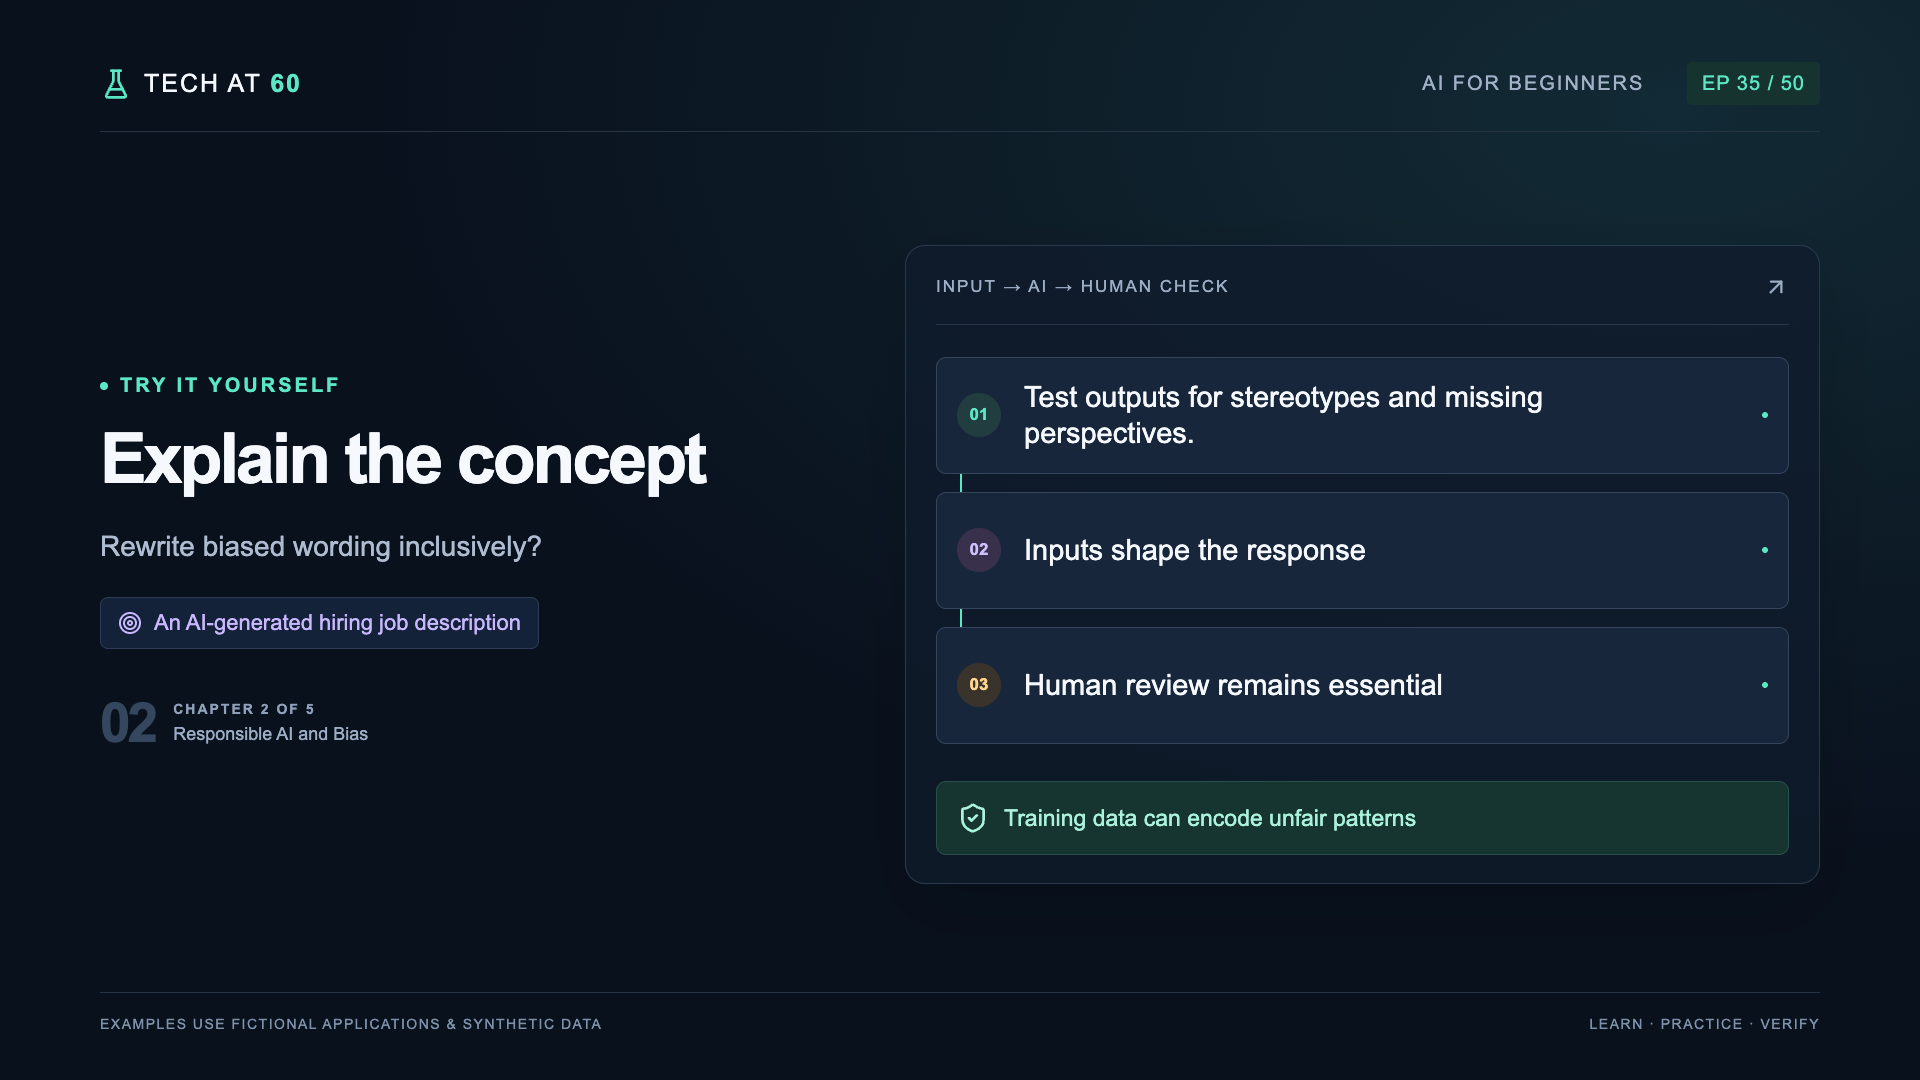 TECH AT 60
AI FOR BEGINNERS
EP 35 / 50
TRY IT YOURSELF
Explain the concept
Rewrite biased wording inclusively?
An AI-generated hiring job description
02
CHAPTER 2 OF 5
Responsible AI and Bias
INPUT → AI → HUMAN CHECK
01
Test outputs for stereotypes and missing
perspectives.
02
Inputs shape the response
03
Human review remains essential
Training data can encode unfair patterns
EXAMPLES USE FICTIONAL APPLICATIONS & SYNTHETIC DATA
LEARN · PRACTICE · VERIFY